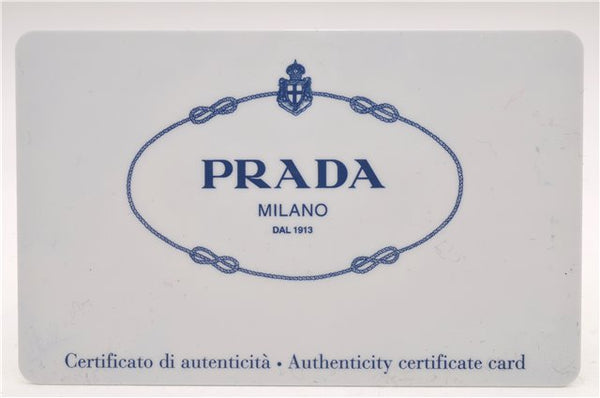 PRADA
MILANO
DAL 1913
Certificato di autenticità • Authenticity certificate card